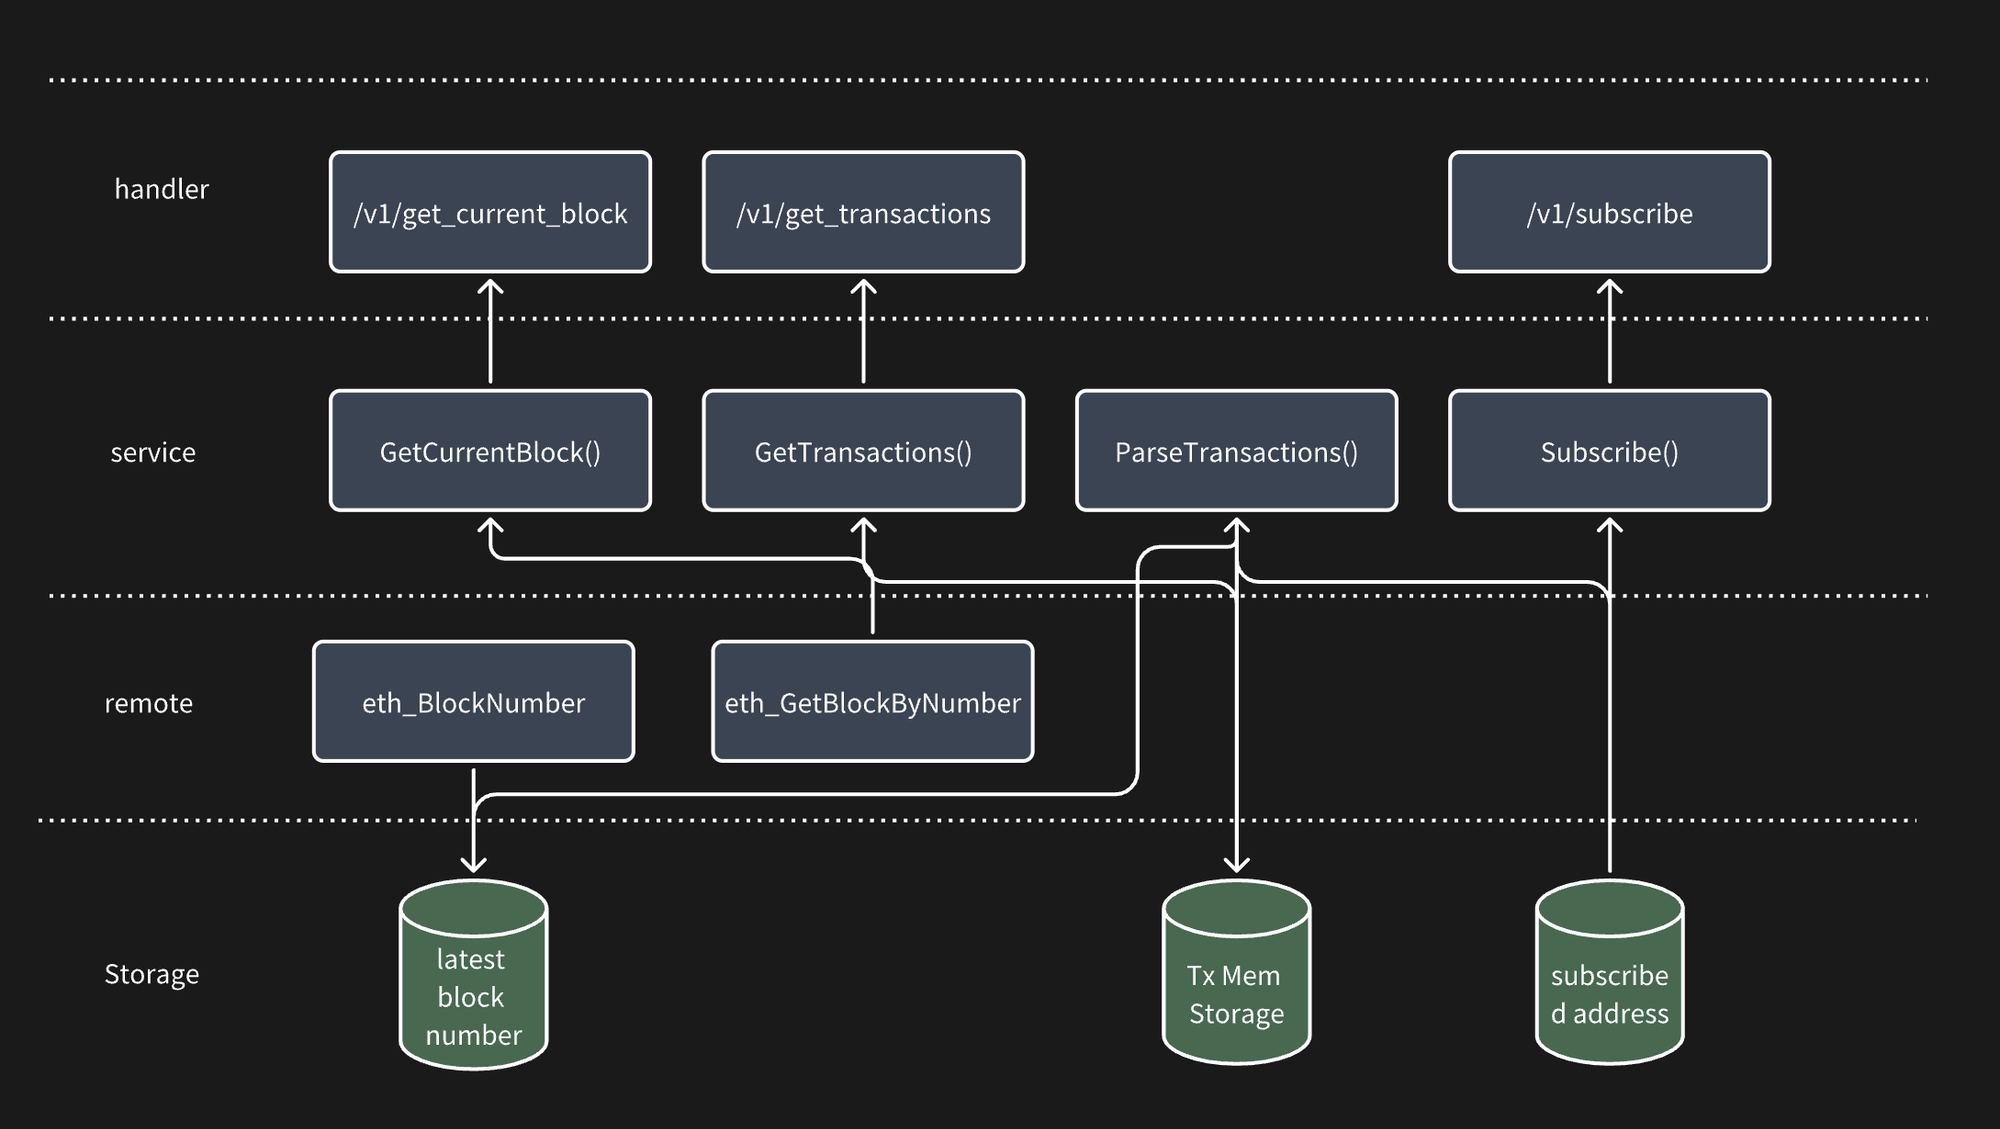 handler
/v1/get_current_block
/v1/get_transactions
/v1/subscribe
service
GetCurrentBlock()
GetTransactions()
ParseTransactions()
Subscribe()
remote
eth_BlockNumber
eth_GetBlockByNumber
Storage
latest
block
number
Tx Mem
Storage
subscribe
d address